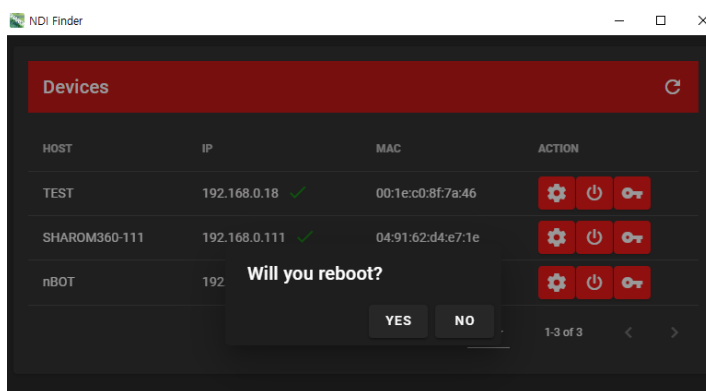 NDI Finder
Devices
HOST IP MAC ACTION
TEST 192.168.0.18 00:1e:c0:8f:7a:46
SHAROM360-111 192.168.0.111 04:91:62:d4:e7:1e
nBOT 192
Will you reboot?
YES NO
1-3 of 3